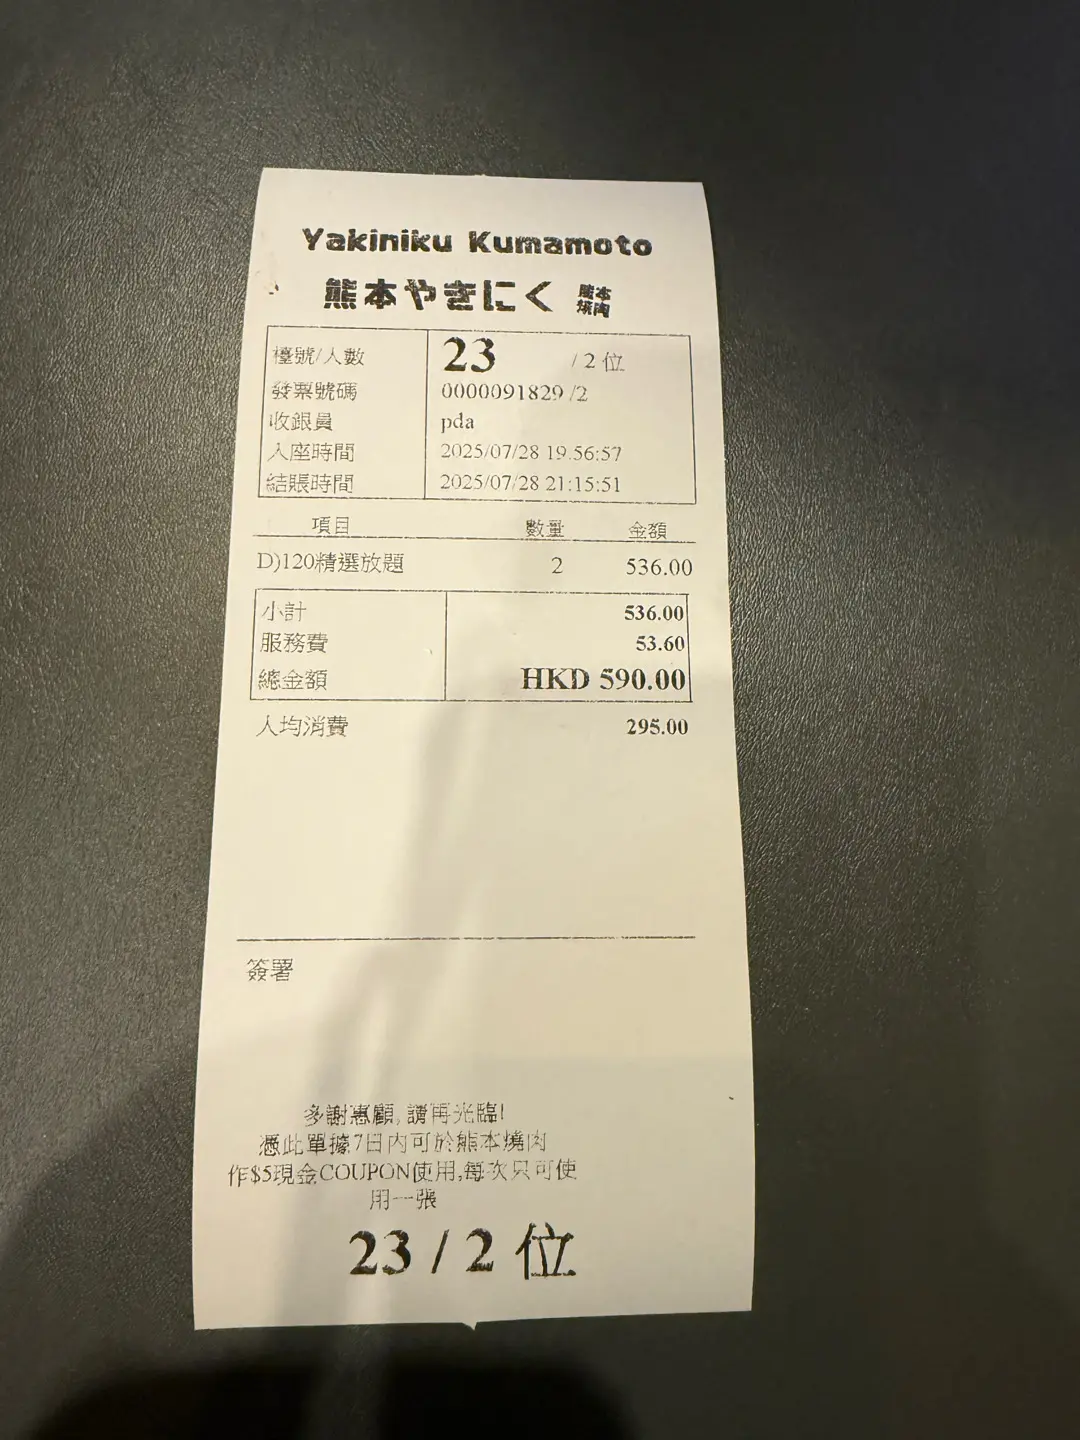 Yakiniku Kumamoto
熊本やきにく 熊本燒肉
檯號/人數 23 /2 位
發票號碼 0000091829 /2
收銀員 pda
入座時間 2025/07/28 19:56:57
結賬時間 2025/07/28 21:15:51
項目 數量 金額
D)120精選放題 2 536.00
小計 536.00
服務費 53.60
總金額 HKD 590.00
人均消費 295.00
簽署
多謝惠顧,請再光臨!
憑此單據7日內可於熊本燒肉
作$5現金COUPON使用,每次只可使
用一張
23 / 2 位